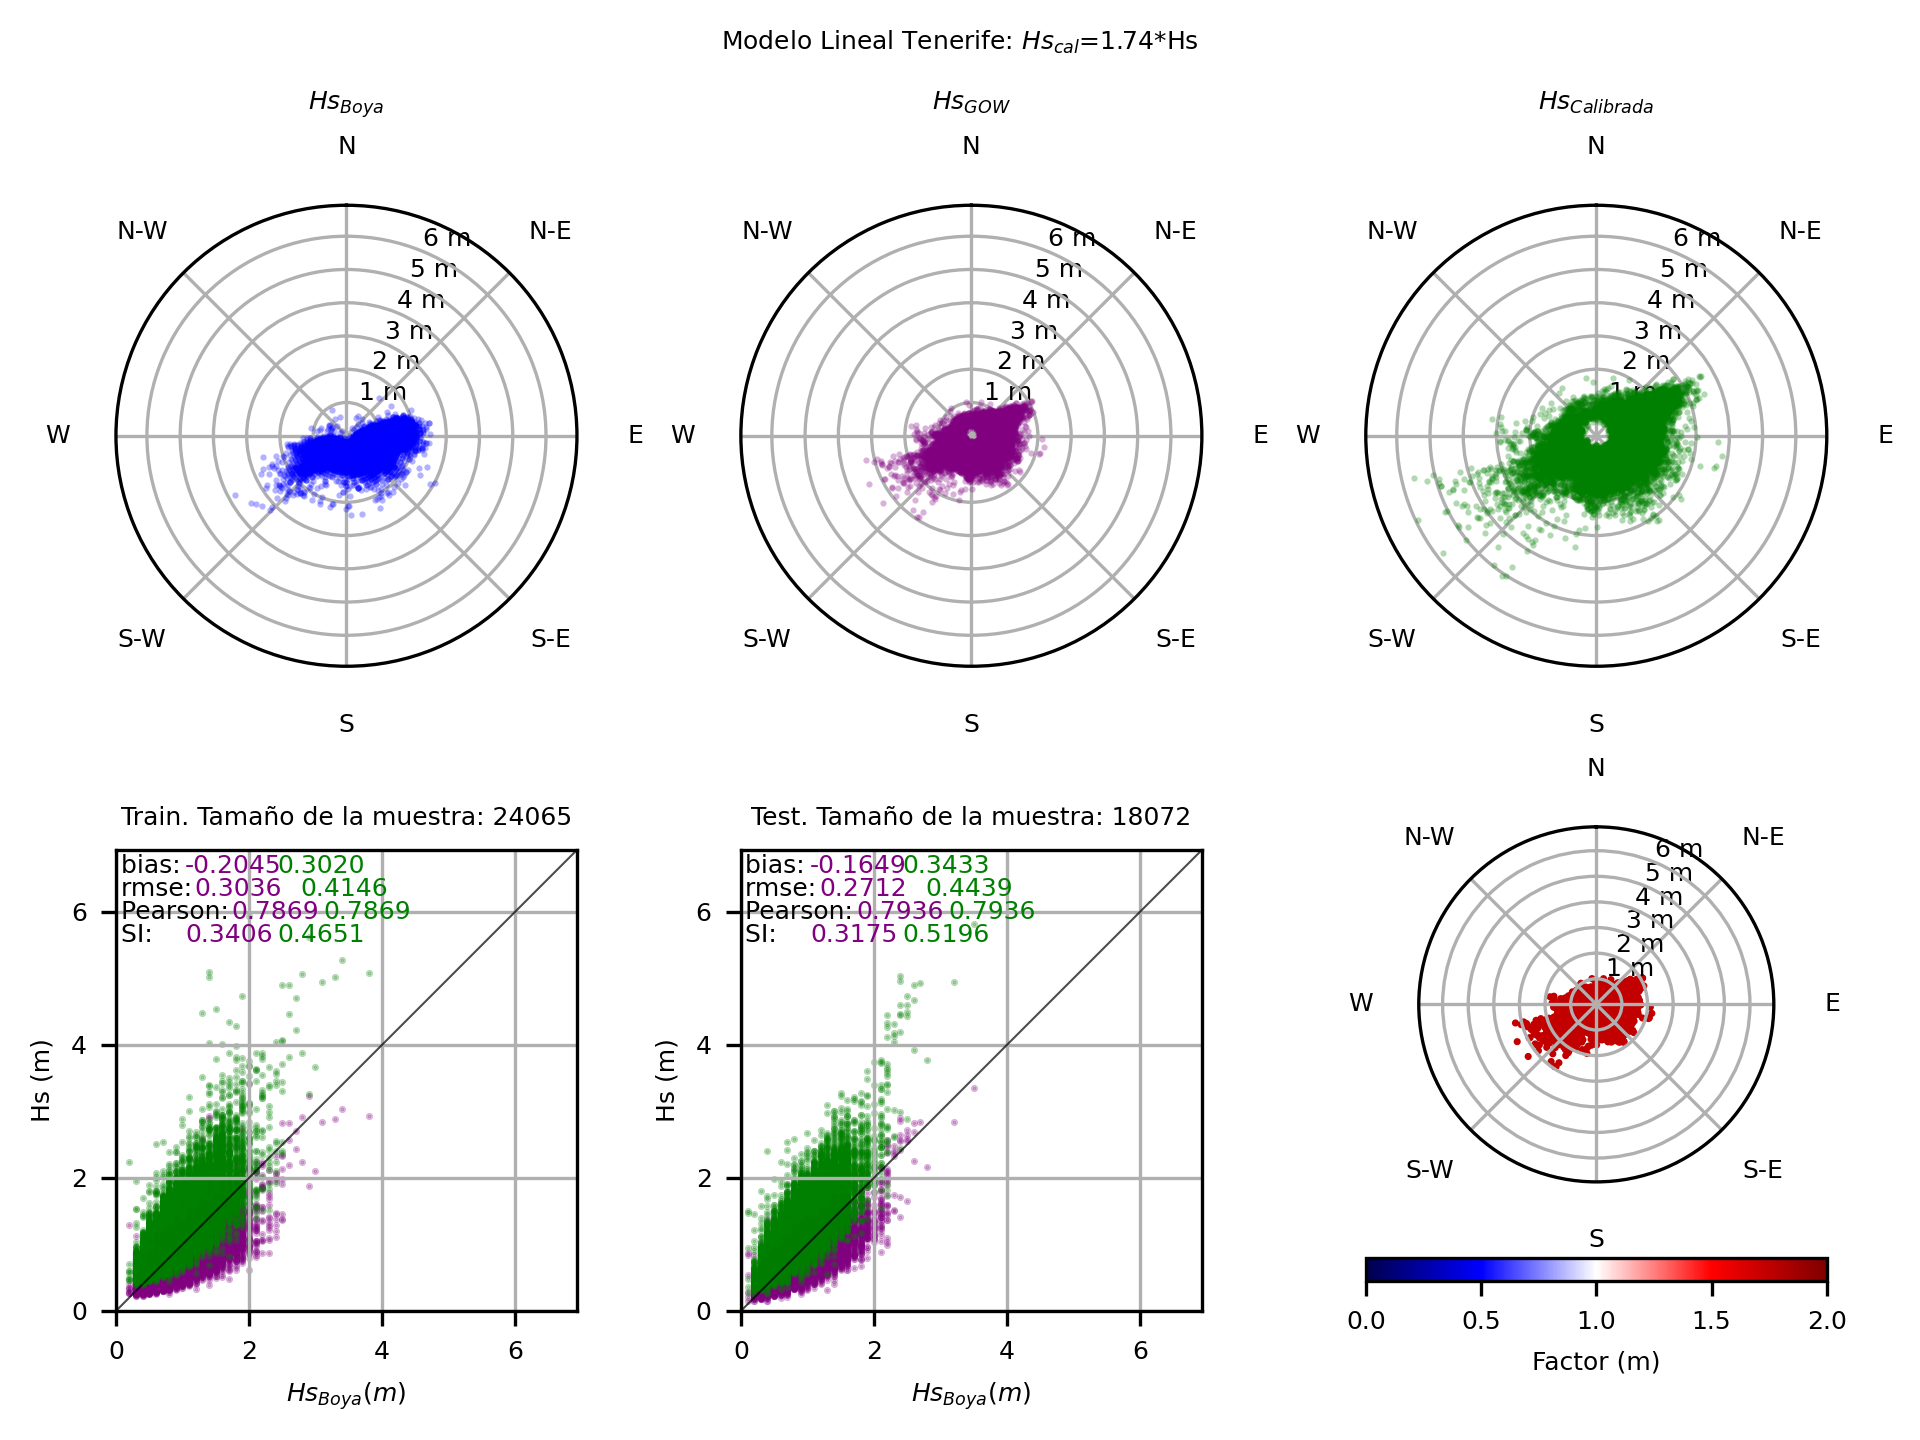 Modelo Lineal Tenerife: Hs_cal=1.74*Hs
Hs_Boya
N
N-W
N-E
6 m
5 m
4 m
3 m
2 m
1 m
W
E
S-W
S-E
S
Hs_GOW
N
N-W
N-E
6 m
5 m
4 m
3 m
2 m
1 m
W
E
S-W
S-E
S
Hs_Calibrada
N
N-W
N-E
6 m
5 m
4 m
3 m
2 m
1 m
W
E
S-W
S-E
S
Train. Tamaño de la muestra: 24065
bias: -0.2045 0.3020
rmse: 0.3036 0.4146
Pearson: 0.7869 0.7869
SI: 0.3406 0.4651
6
4
2
0
Hs (m)
0 2 4 6
Hs_Boya(m)
Test. Tamaño de la muestra: 18072
bias: -0.1649 0.3433
rmse: 0.2712 0.4439
Pearson: 0.7936 0.7936
SI: 0.3175 0.5196
6
4
2
0
Hs (m)
0 2 4 6
Hs_Boya(m)
N
N-W
N-E
6 m
5 m
4 m
3 m
2 m
1 m
W
E
S-W
S-E
S
0.0 0.5 1.0 1.5 2.0
Factor (m)